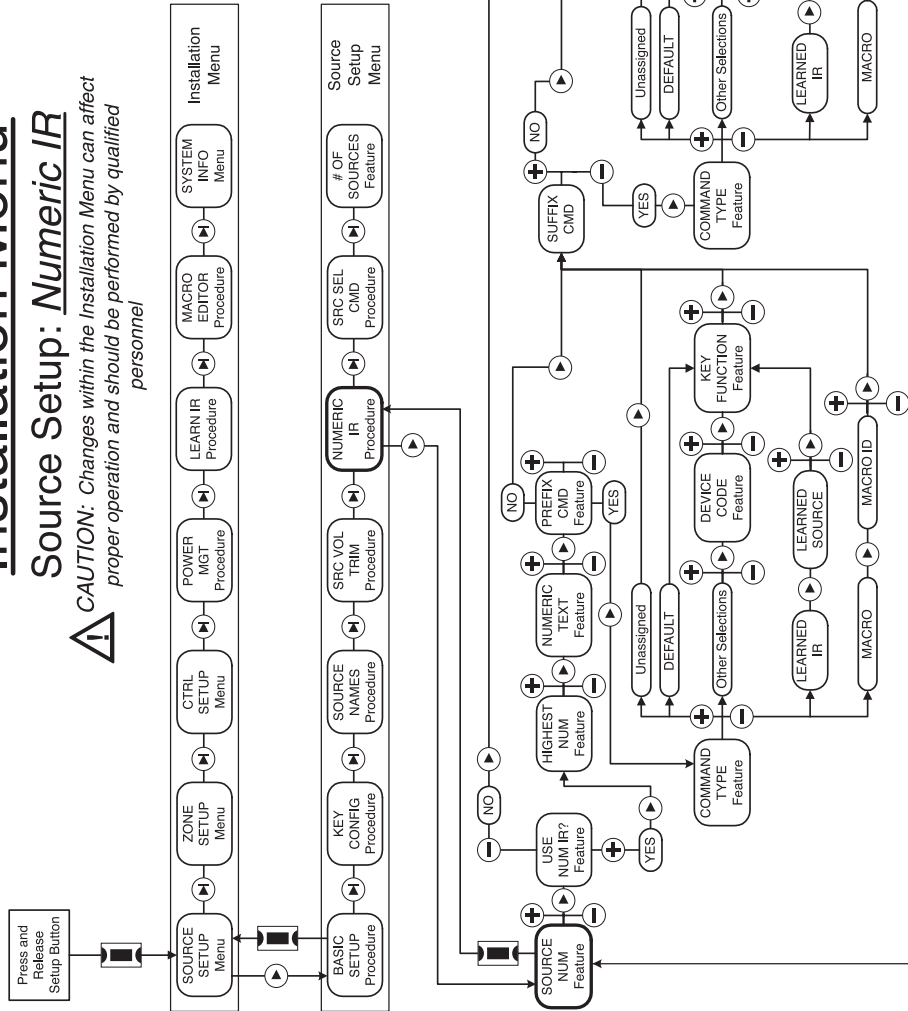 Source Setup: Numeric IR
CAUTION: Changes within the Installation Menu can affect
proper operation and should be performed by qualified
personnel
Press and
Release
Setup Button
SOURCE
SETUP
Menu
ZONE
SETUP
Menu
CTRL
SETUP
Menu
POWER
MGT
Procedure
LEARN IR
Procedure
MACRO
EDITOR
Procedure
SYSTEM
INFO
Menu
Installation
Menu
BASIC
SETUP
Procedure
KEY
CONFIG
Procedure
SOURCE
NAMES
Procedure
SRC VOL
TRIM
Procedure
NUMERIC
IR
Procedure
SRC SEL
CMD
Procedure
# OF
SOURCES
Feature
Source
Setup
Menu
SOURCE
NUM
Feature
USE
NUM IR?
Feature
NO
YES
HIGHEST
NUM
Feature
NUMERIC
TEXT
Feature
PREFIX
CMD
Feature
NO
YES
SUFFIX
CMD
NO
YES
COMMAND
TYPE
Feature
Unassigned
DEFAULT
Other Selections
LEARNED
IR
MACRO
DEVICE
CODE
Feature
KEY
FUNCTION
Feature
LEARNED
SOURCE
MACRO ID
COMMAND
TYPE
Feature
Unassigned
DEFAULT
Other Selections
LEARNED
IR
MACRO